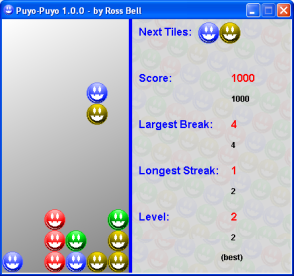 Puyo-Puyo 1.0.0 - by Ross Bell
Next Tiles:
Score: 1000
1000
Largest Break: 4
4
Longest Streak: 1
2
Level: 2
2
(best)